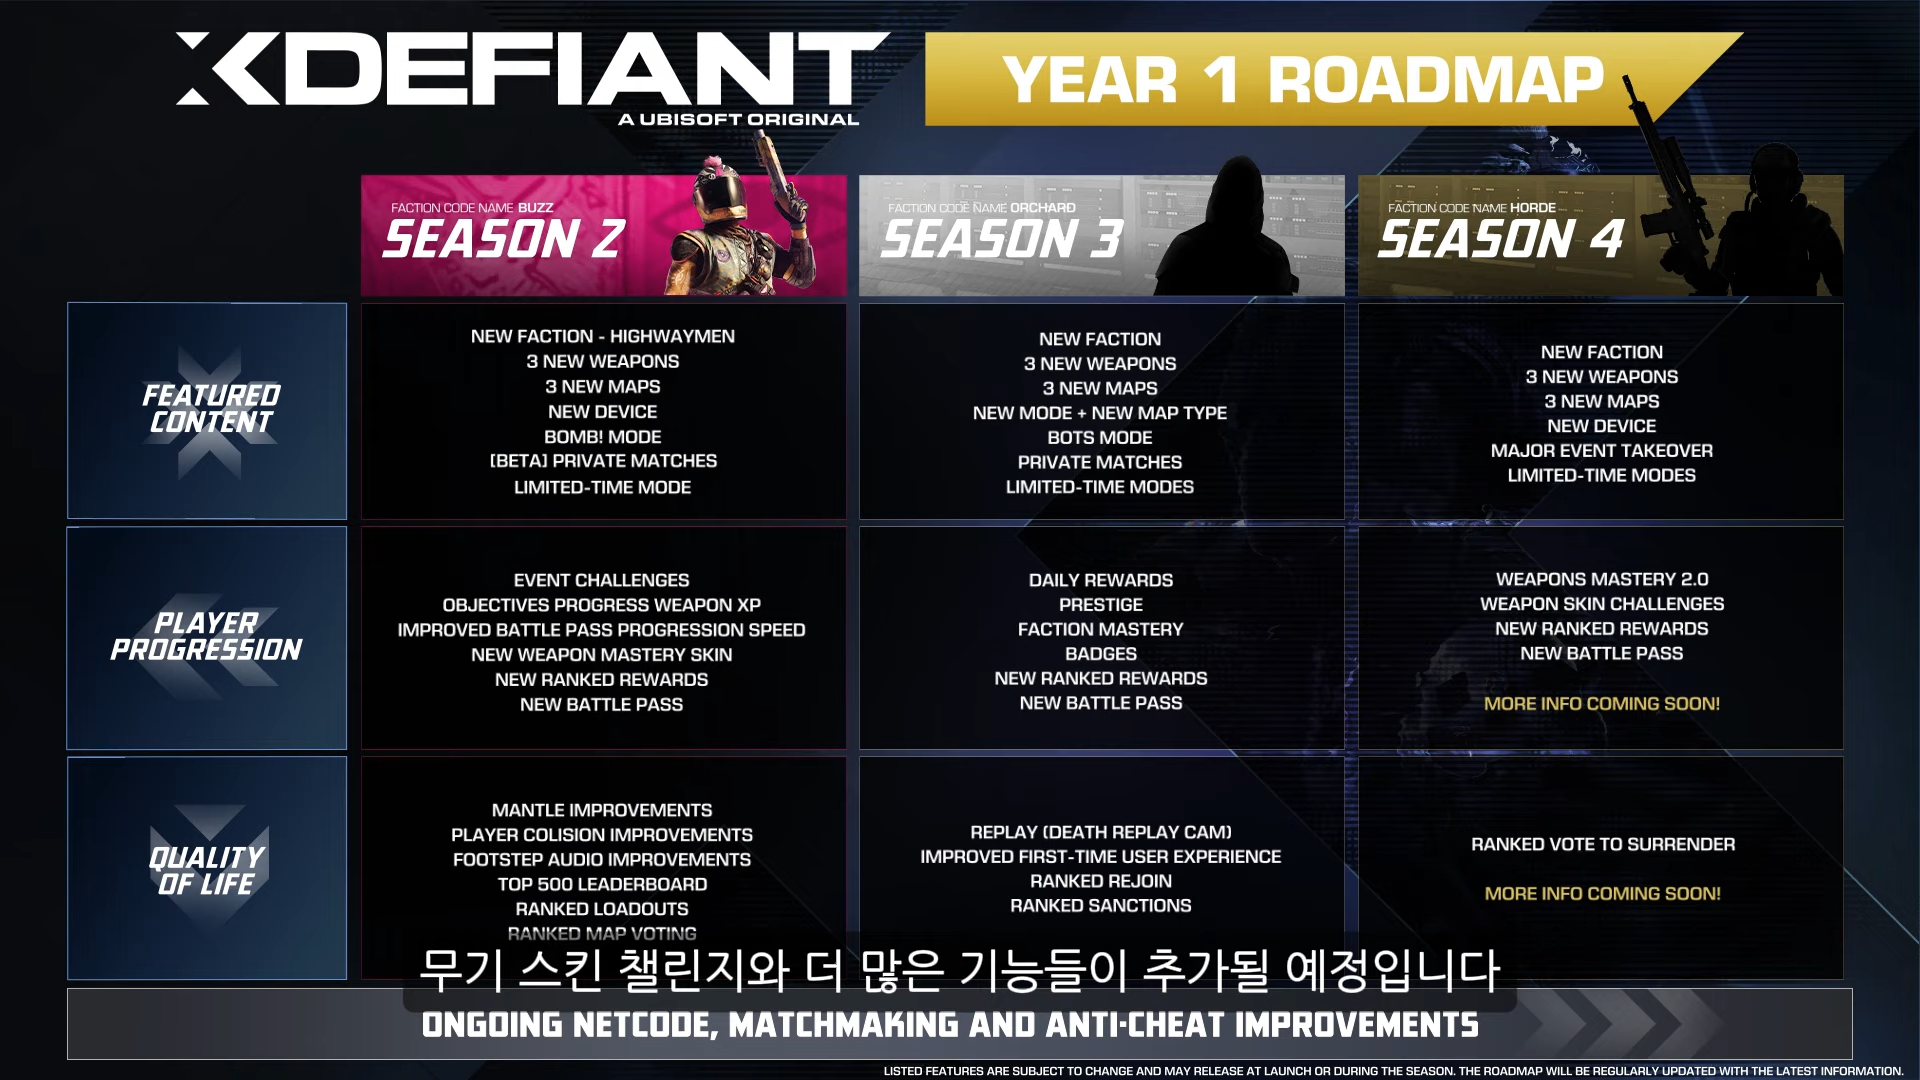 XDEFIANT
A UBISOFT ORIGINAL
YEAR 1 ROADMAP
FACTION CODE NAME BUZZ
SEASON 2
FACTION CODE NAME ORCHARD
SEASON 3
FACTION CODE NAME HORDE
SEASON 4
FEATURED
CONTENT
NEW FACTION - HIGHWAYMEN
3 NEW WEAPONS
3 NEW MAPS
NEW DEVICE
BOMB! MODE
[BETA] PRIVATE MATCHES
LIMITED-TIME MODE
NEW FACTION
3 NEW WEAPONS
3 NEW MAPS
NEW MODE + NEW MAP TYPE
BOTS MODE
PRIVATE MATCHES
LIMITED-TIME MODES
NEW FACTION
3 NEW WEAPONS
3 NEW MAPS
NEW DEVICE
MAJOR EVENT TAKEOVER
LIMITED-TIME MODES
PLAYER
PROGRESSION
EVENT CHALLENGES
OBJECTIVES PROGRESS WEAPON XP
IMPROVED BATTLE PASS PROGRESSION SPEED
NEW WEAPON MASTERY SKIN
NEW RANKED REWARDS
NEW BATTLE PASS
DAILY REWARDS
PRESTIGE
FACTION MASTERY
BADGES
NEW RANKED REWARDS
NEW BATTLE PASS
WEAPONS MASTERY 2.0
WEAPON SKIN CHALLENGES
NEW RANKED REWARDS
NEW BATTLE PASS
MORE INFO COMING SOON!
QUALITY
OF LIFE
MANTLE IMPROVEMENTS
PLAYER COLISION IMPROVEMENTS
FOOTSTEP AUDIO IMPROVEMENTS
TOP 500 LEADERBOARD
RANKED LOADOUTS
RANKED MAP VOTING
REPLAY (DEATH REPLAY CAM)
IMPROVED FIRST-TIME USER EXPERIENCE
RANKED REJOIN
RANKED SANCTIONS
RANKED VOTE TO SURRENDER
MORE INFO COMING SOON!
무기 스킨 챌린지와 더 많은 기능들이 추가될 예정입니다
ONGOING NETCODE, MATCHMAKING AND ANTI-CHEAT IMPROVEMENTS
LISTED FEATURES ARE SUBJECT TO CHANGE AND MAY RELEASE AT LAUNCH OR DURING THE SEASON. THE ROADMAP WILL BE REGULARLY UPDATED WITH THE LATEST INFORMATION.